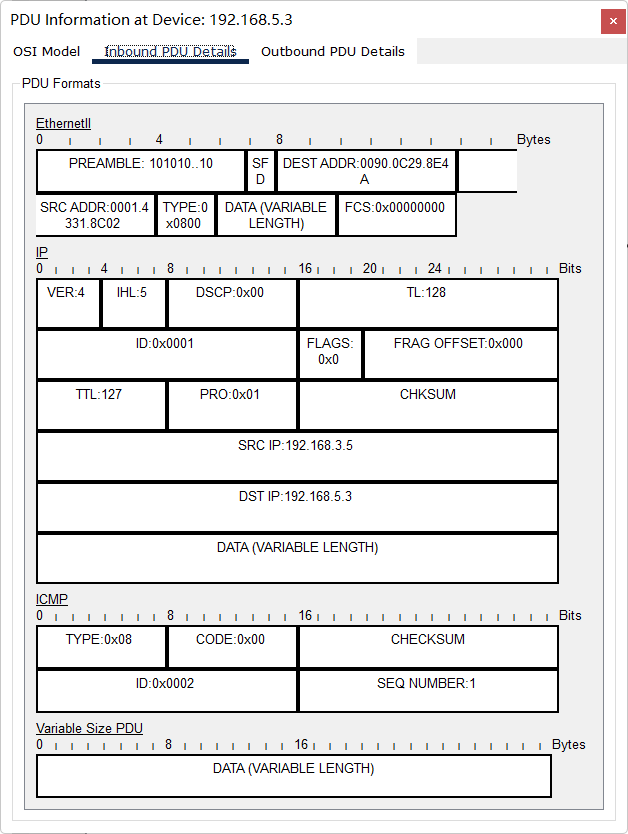 PDU Information at Device: 192.168.5.3
OSI Model Inbound PDU Details Outbound PDU Details
PDU Formats
EthernetII
0 4 8 Bytes
PREAMBLE: 101010..10
SF
D
DEST ADDR:0090.0C29.8E4
A
SRC ADDR:0001.4
331.8C02
TYPE:0
x0800
DATA (VARIABLE
LENGTH)
FCS:0x00000000
IP
0 4 8 16 20 24 Bits
VER:4 IHL:5 DSCP:0x00 TL:128
ID:0x0001
FLAGS:
0x0
FRAG OFFSET:0x000
TTL:127 PRO:0x01 CHKSUM
SRC IP:192.168.3.5
DST IP:192.168.5.3
DATA (VARIABLE LENGTH)
ICMP
0 8 16 Bits
TYPE:0x08 CODE:0x00 CHECKSUM
ID:0x0002 SEQ NUMBER:1
Variable Size PDU
0 8 16 Bytes
DATA (VARIABLE LENGTH)